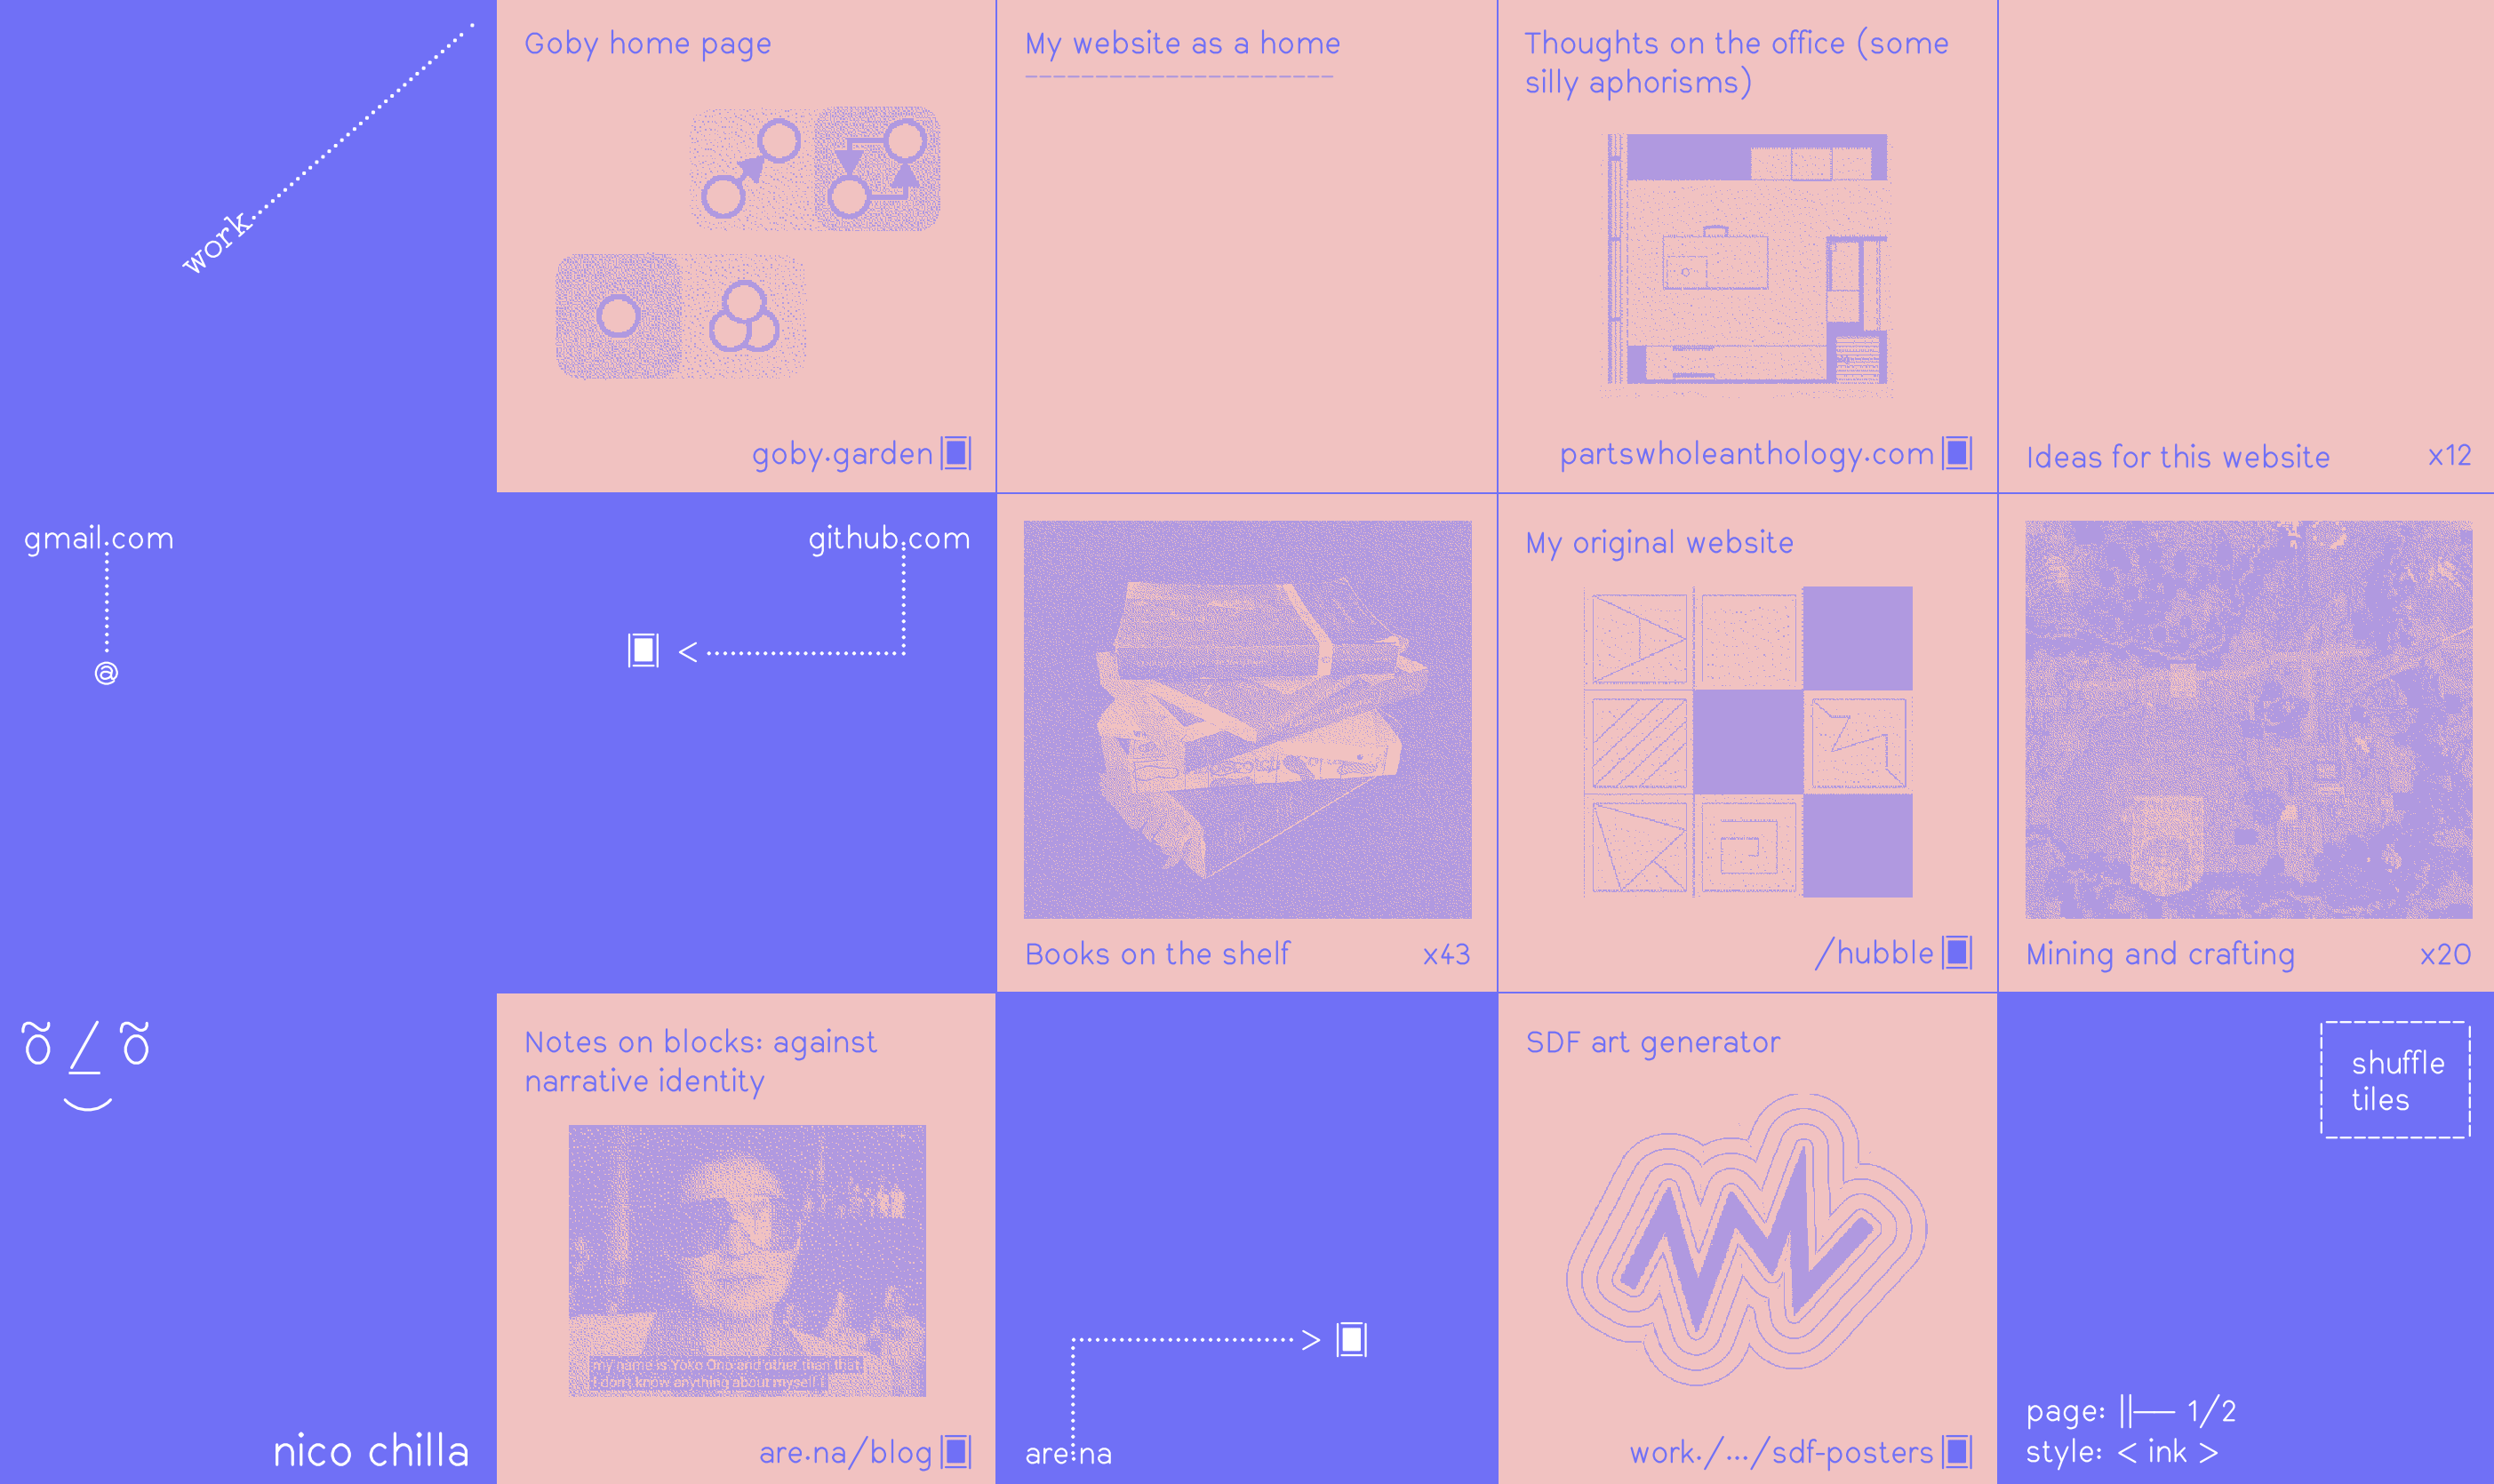 work
Goby home page
goby.garden
My website as a home
Thoughts on the office (some
silly aphorisms)
partswholeanthology.com
Ideas for this website x12
gmail.com
@
github.com
<
Books on the shelf x43
My original website
/hubble
Mining and crafting x20
õ / õ
nico chilla
Notes on blocks: against
narrative identity
my name is Yoko Ono and other than that
I don't know anything about myself I
are.na/blog
>
are.na
SDF art generator
work./.../sdf-posters
shuffle
tiles
page: ||— 1/2
style: < ink >